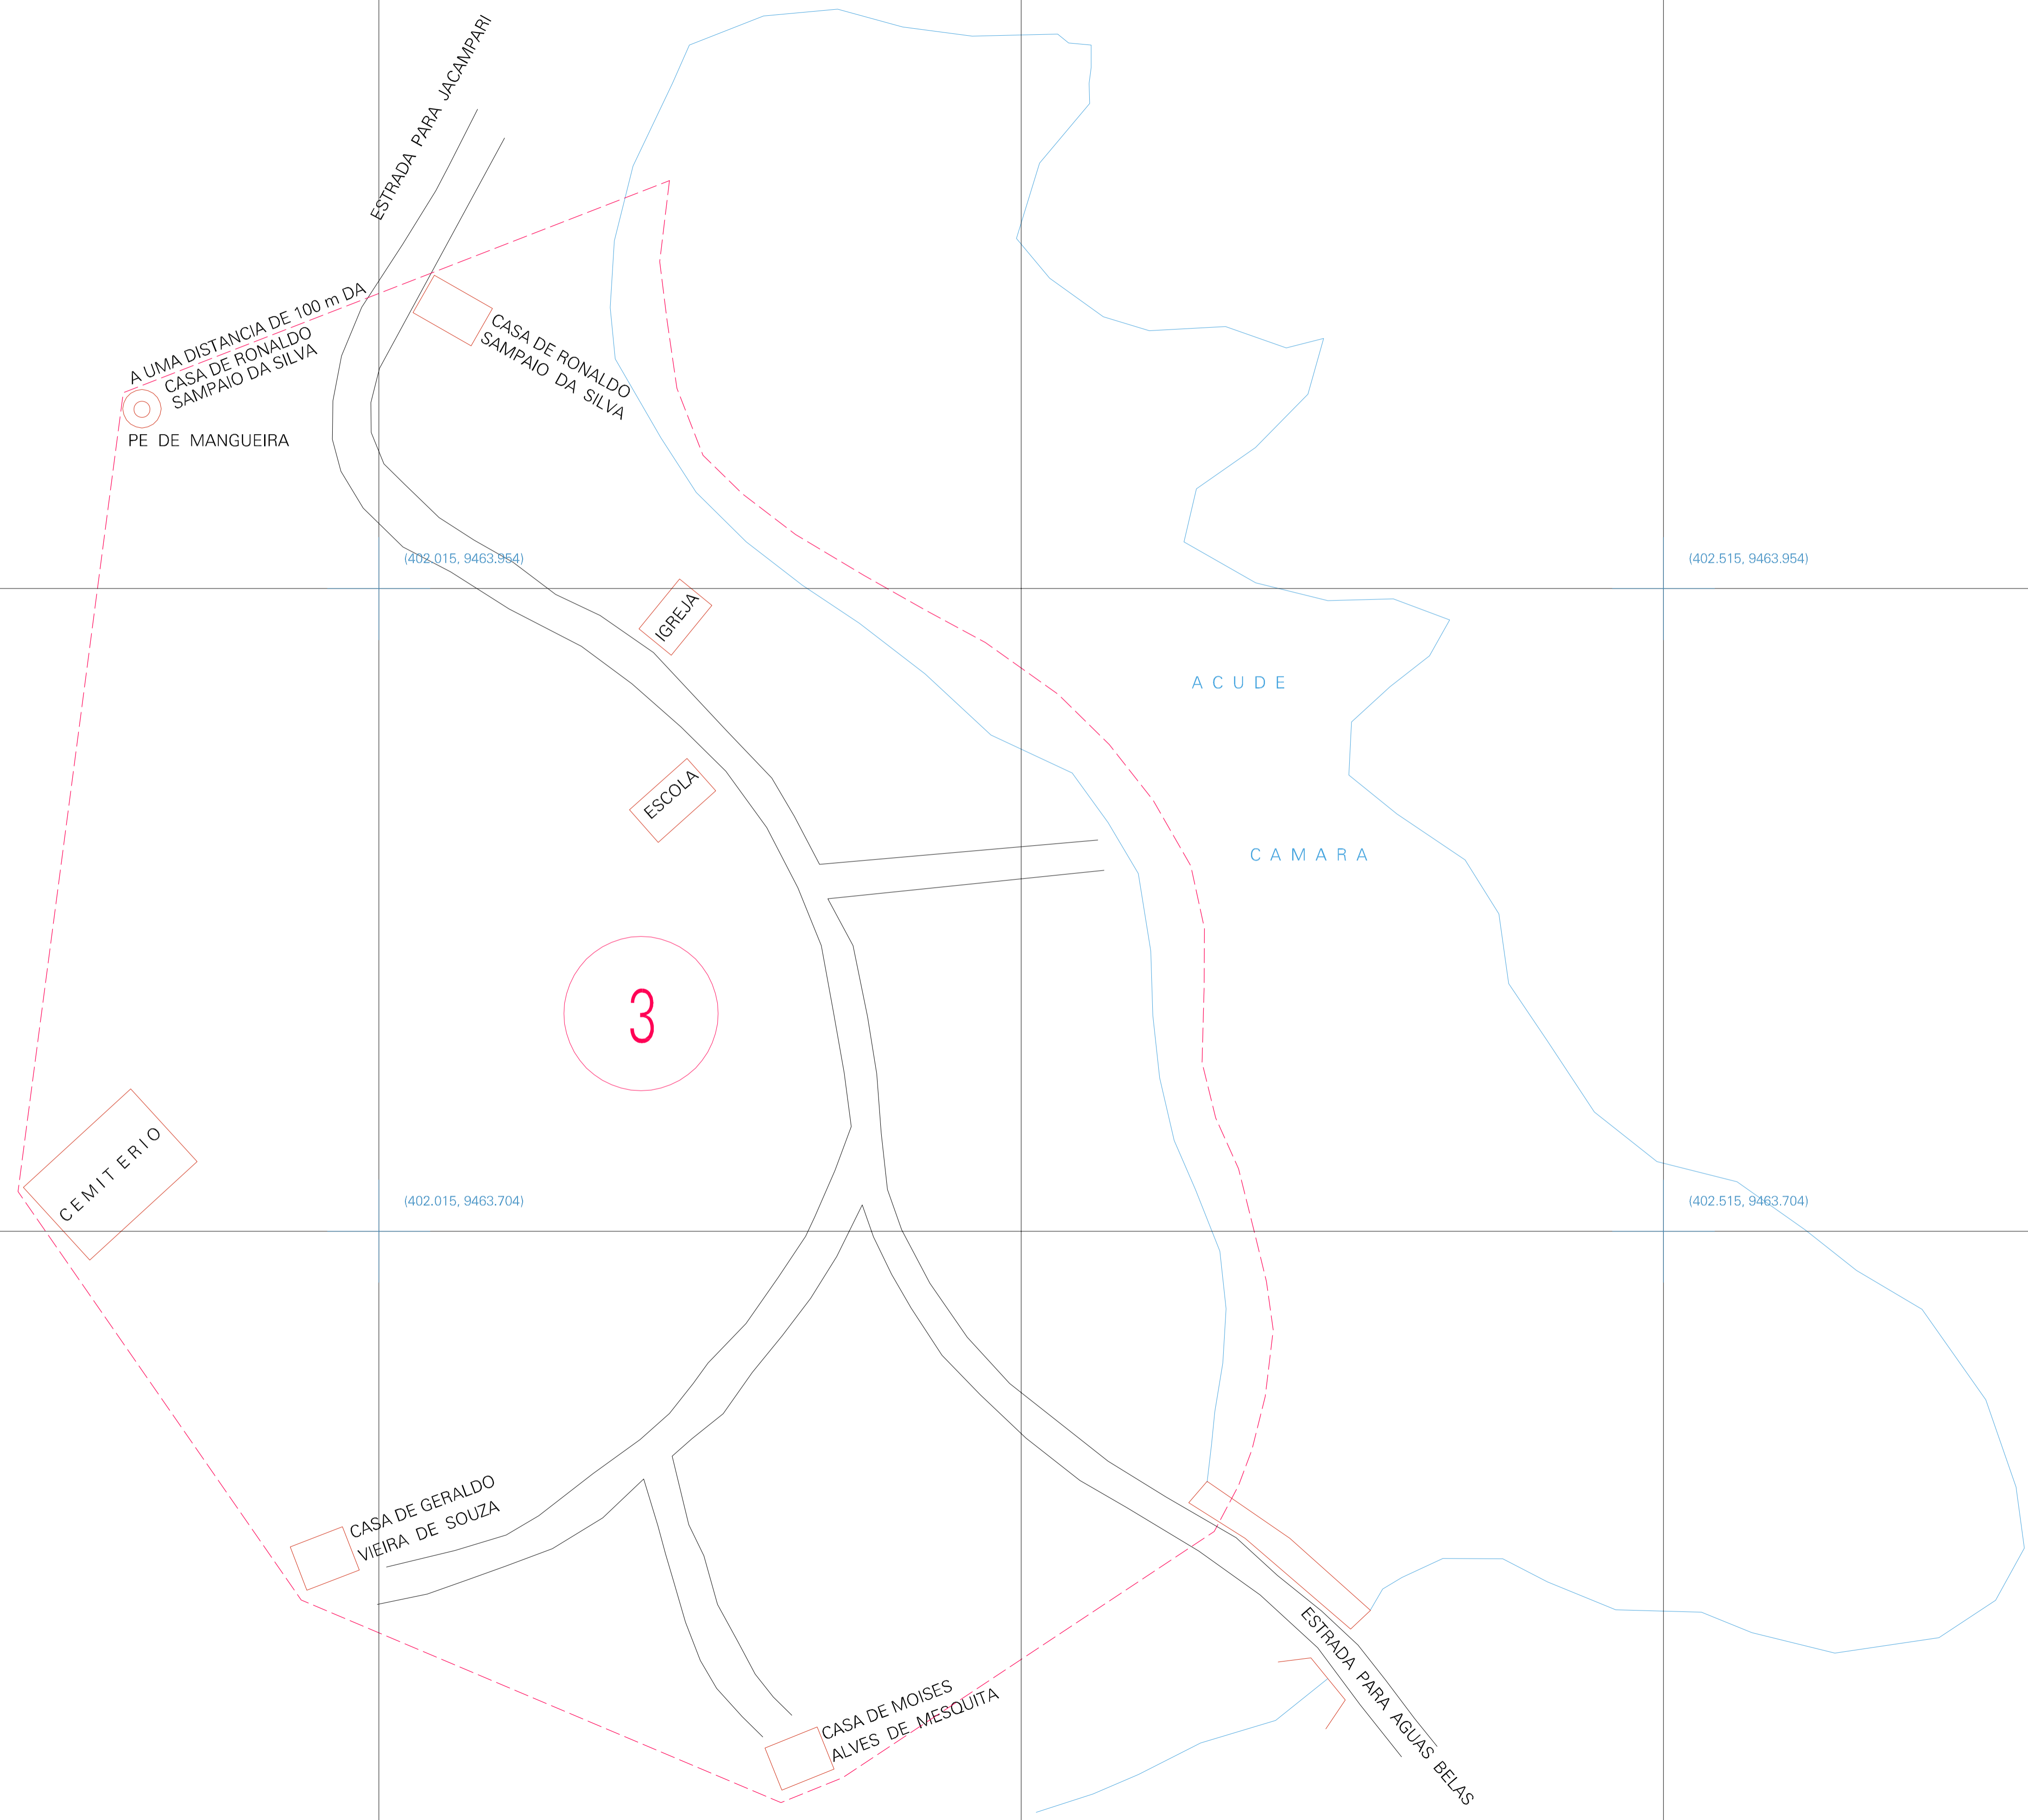 ESTRADA PARA JACAMPARI
A UMA DISTANCIA DE 100 m DA
CASA DE RONALDO
SAMPAIO DA SILVA
PE DE MANGUEIRA
CASA DE RONALDO
SAMPAIO DA SILVA
(402.015, 9463.954)
(402.515, 9463.954)
IGREJA
ACUDE
ESCOLA
CAMARA
3
CEMITERIO
(402.015, 9463.704)
(402.515, 9463.704)
CASA DE GERALDO
VIEIRA DE SOUZA
CASA DE MOISES
ALVES DE MESQUITA
ESTRADA PARA AGUAS BELAS